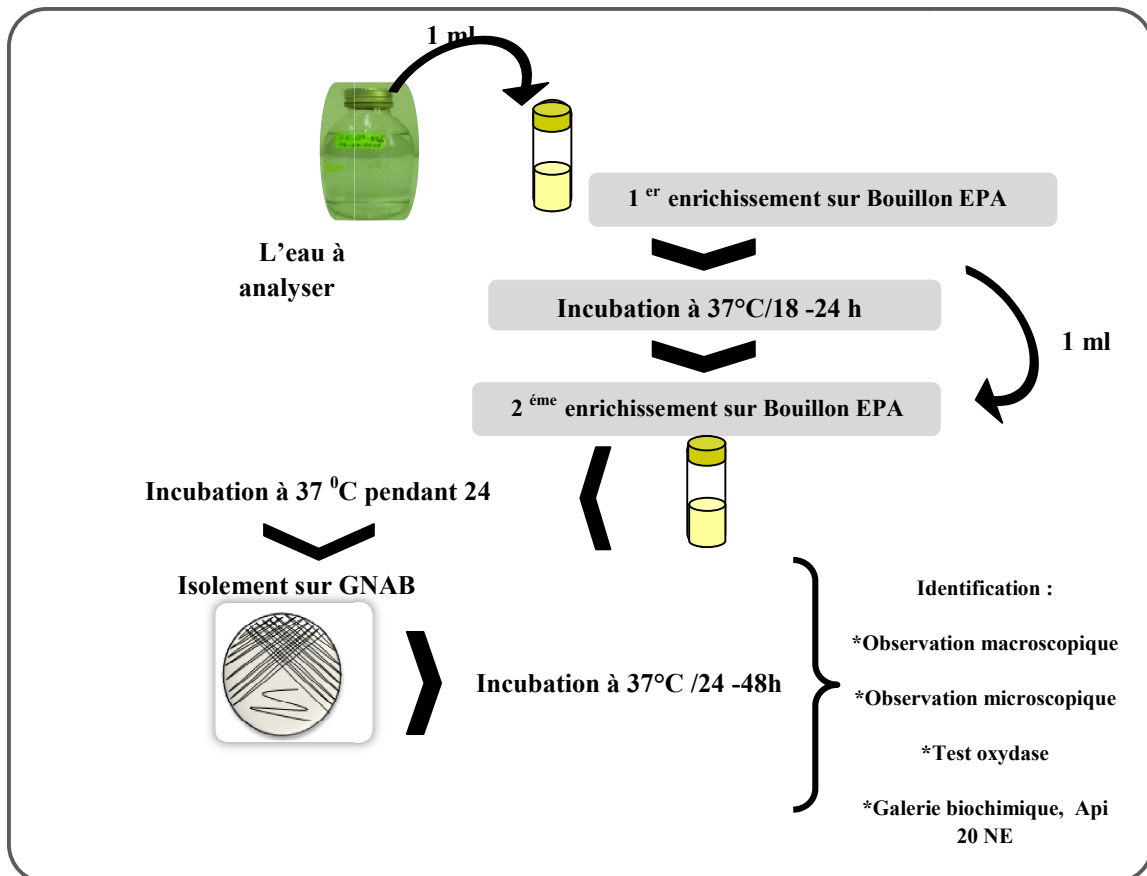 1 ml
L'eau à
analyser
1 er enrichissement sur Bouillon EPA
Incubation à 37°C/18 -24 h
1 ml
2 éme enrichissement sur Bouillon EPA
Incubation à 37 0C pendant 24
Isolement sur GNAB
Incubation à 37°C /24 -48h
Identification :
*Observation macroscopique
*Observation microscopique
*Test oxydase
*Galerie biochimique, Api
20 NE